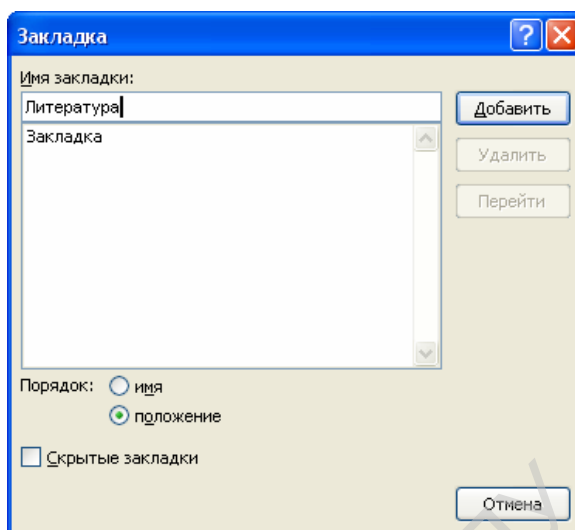 Закладка
Имя закладки:
Литература
Добавить
Закладка
Удалить
Перейти
Порядок:
имя
положение
Скрытые закладки
Отмена